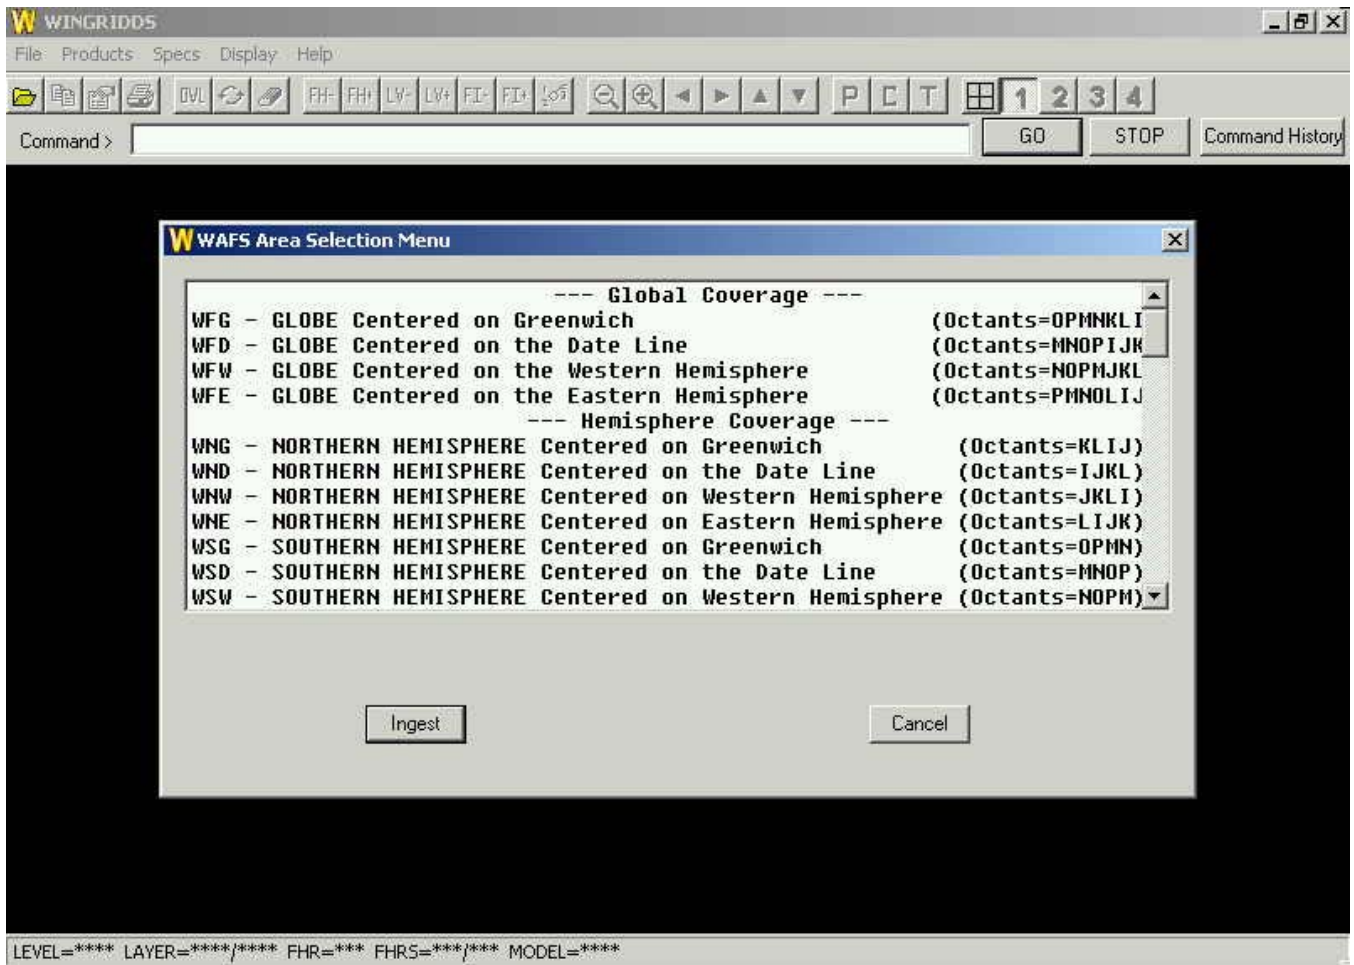 WINGRIDDS
File Products Specs Display Help
OVL FH- FH+ LV- LV+ FI- FI+ P C T 1 2 3 4
Command > GO STOP Command History
WAFS Area Selection Menu
--- Global Coverage ---
WFG - GLOBE Centered on Greenwich (Octants=OPMNKLI
WFD - GLOBE Centered on the Date Line (Octants=MNOPIJK
WFW - GLOBE Centered on the Western Hemisphere (Octants=NOPMJKL
WFE - GLOBE Centered on the Eastern Hemisphere (Octants=PMNOLIJ
--- Hemisphere Coverage ---
WNG - NORTHERN HEMISPHERE Centered on Greenwich (Octants=KLIJ)
WND - NORTHERN HEMISPHERE Centered on the Date Line (Octants=IJKL)
WNW - NORTHERN HEMISPHERE Centered on Western Hemisphere (Octants=JKLI)
WNE - NORTHERN HEMISPHERE Centered on Eastern Hemisphere (Octants=LIJK)
WSG - SOUTHERN HEMISPHERE Centered on Greenwich (Octants=OPMN)
WSD - SOUTHERN HEMISPHERE Centered on the Date Line (Octants=MNOP)
WSW - SOUTHERN HEMISPHERE Centered on Western Hemisphere (Octants=NOPM)
Ingest Cancel
LEVEL=**** LAYER=****/**** FHR=*** FHRS=***/*** MODEL=****